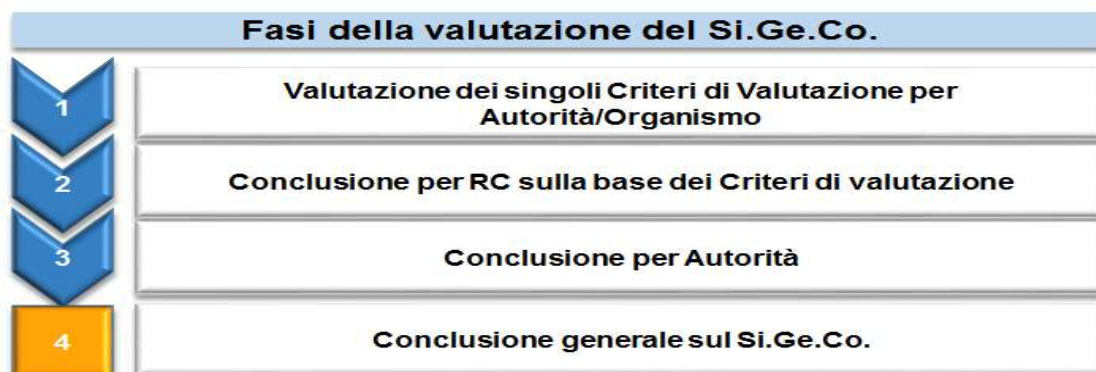 Fasi della valutazione del Si.Ge.Co.
1
Valutazione dei singoli Criteri di Valutazione per
Autorità/Organismo
2
Conclusione per RC sulla base dei Criteri di valutazione
3
Conclusione per Autorità
4
Conclusione generale sul Si.Ge.Co.